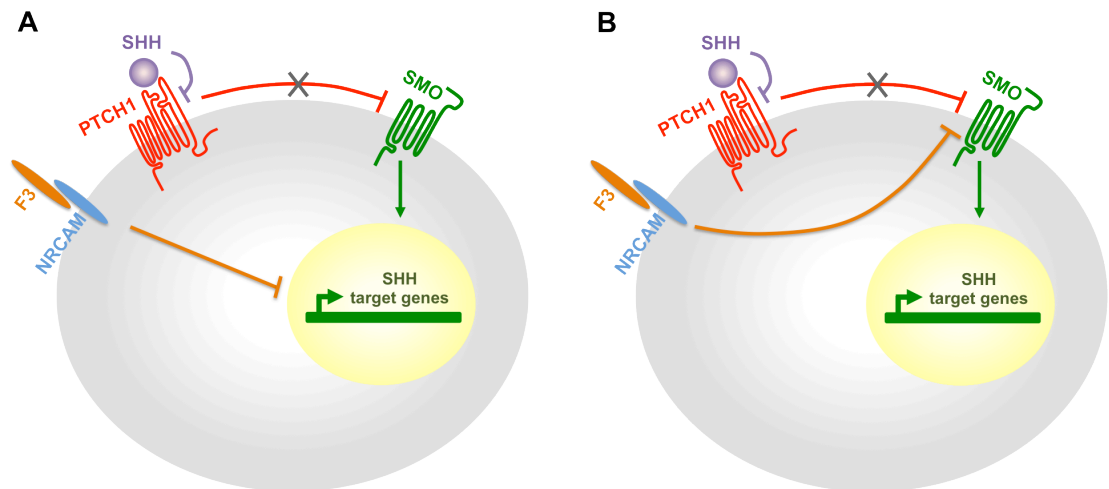 A
SHH
PTCH1
SMO
F3
NRCAM
SHH
target genes
B
SHH
PTCH1
SMO
F3
NRCAM
SHH
target genes